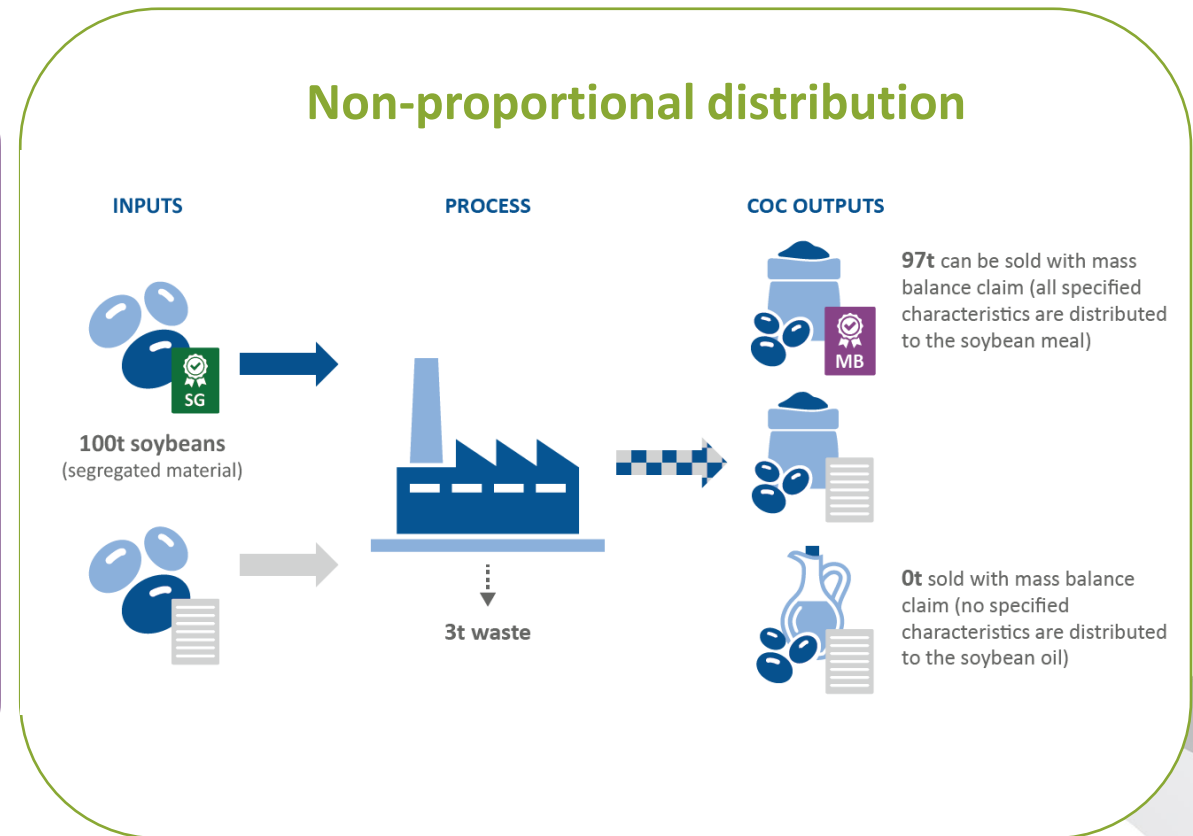 Non-proportional distribution
INPUTS
PROCESS
COC OUTPUTS
SG
100t soybeans
(segregated material)
3t waste
97t can be sold with mass
balance claim (all specified
characteristics are distributed
to the soybean meal)
MB
0t sold with mass balance
claim (no specified
characteristics are distributed
to the soybean oil)